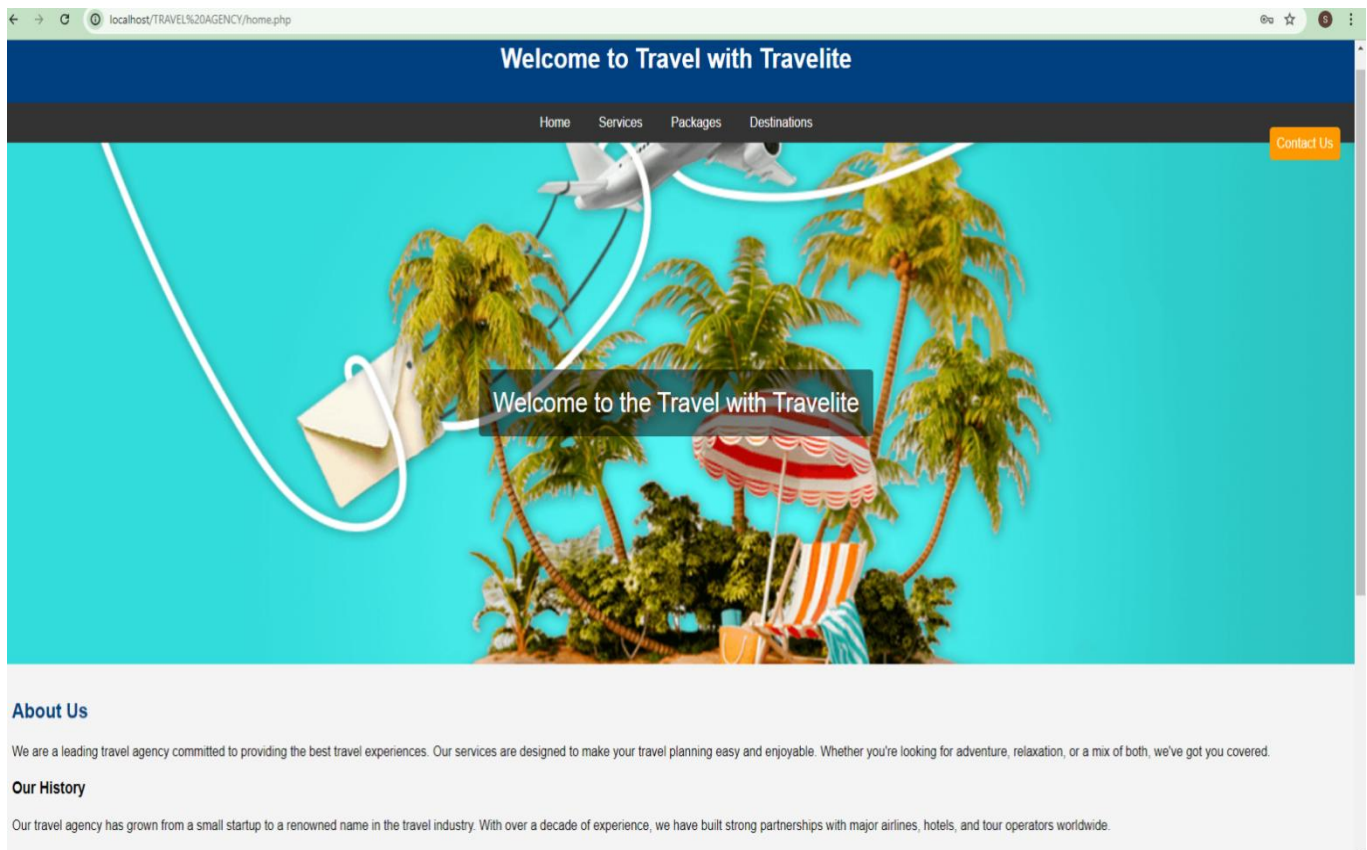 localhost/TRAVEL%20AGENCY/home.php
S
Welcome to Travel with Travelite
Home Services Packages Destinations
Contact Us
Welcome to the Travel with Travelite
About Us
We are a leading travel agency committed to providing the best travel experiences. Our services are designed to make your travel planning easy and enjoyable. Whether you're looking for adventure, relaxation, or a mix of both, we've got you covered.
Our History
Our travel agency has grown from a small startup to a renowned name in the travel industry. With over a decade of experience, we have built strong partnerships with major airlines, hotels, and tour operators worldwide.